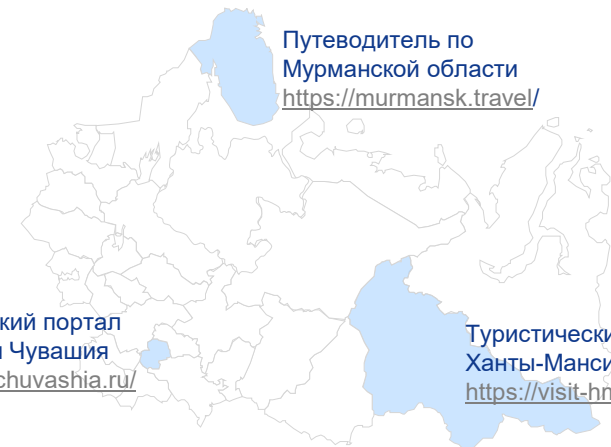 Путеводитель по
Мурманской области
https://murmansk.travel/
кий портал
Чувашия
chuvashia.ru/
Туристически
Ханты-Манси
https://visit-hm